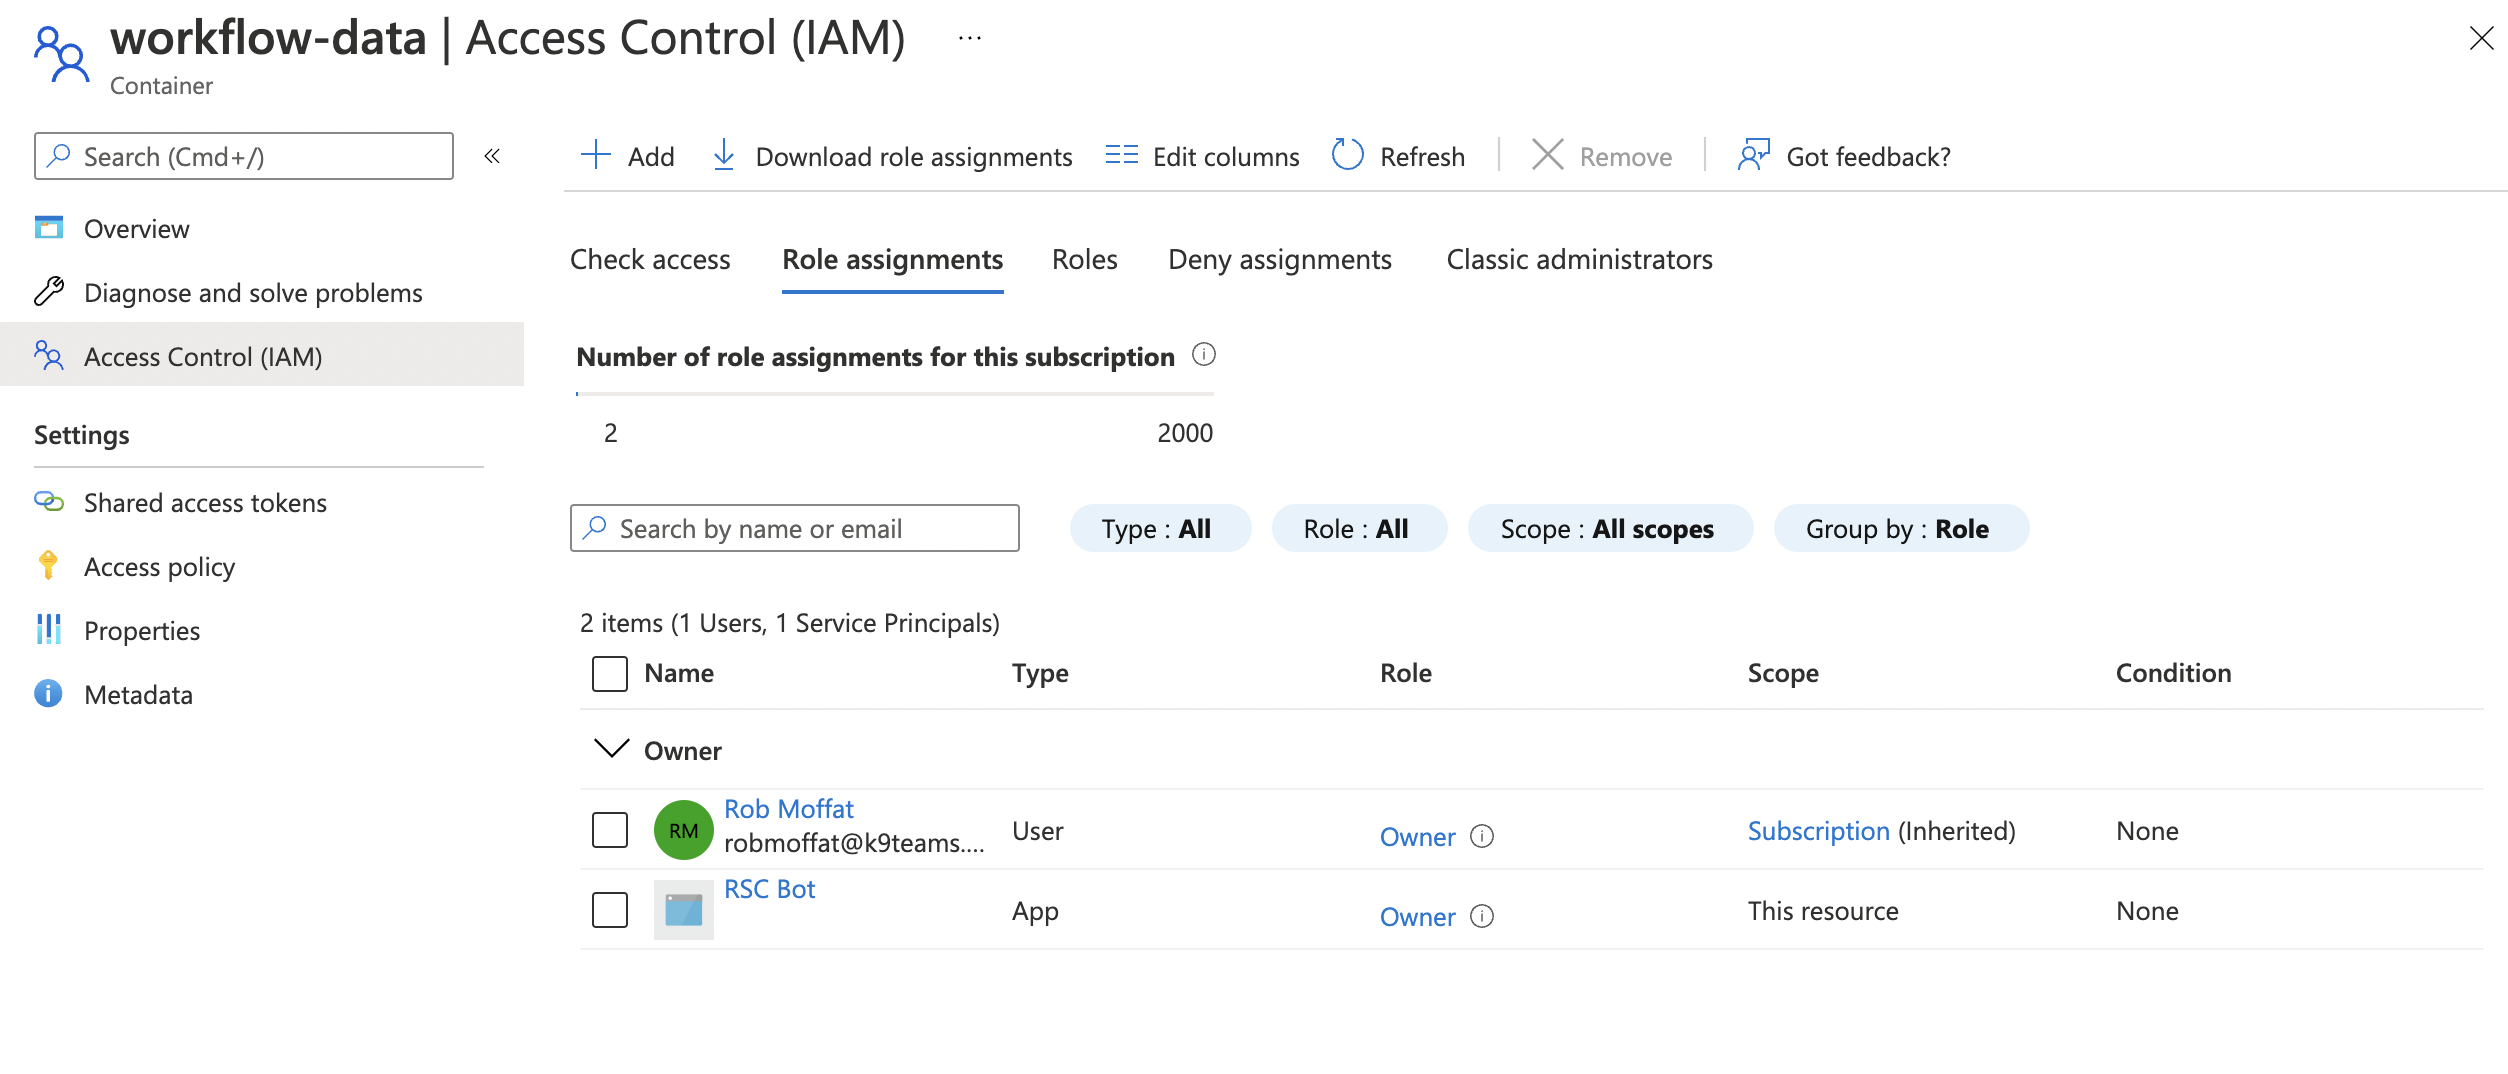 workflow-data | Access Control (IAM) ...
Container
Search (Cmd+/)
«
Add
Download role assignments
Edit columns
Refresh
Remove
Got feedback?
Overview
Diagnose and solve problems
Access Control (IAM)
Settings
Shared access tokens
Access policy
Properties
Metadata
Check access
Role assignments
Roles
Deny assignments
Classic administrators
Number of role assignments for this subscription
2
2000
Search by name or email
Type : All
Role : All
Scope : All scopes
Group by : Role
2 items (1 Users, 1 Service Principals)
Name Type Role Scope Condition
Owner
RM
Rob Moffat
robmoffat@k9teams....
User
Owner
Subscription (Inherited)
None
RSC Bot
App
Owner
This resource
None